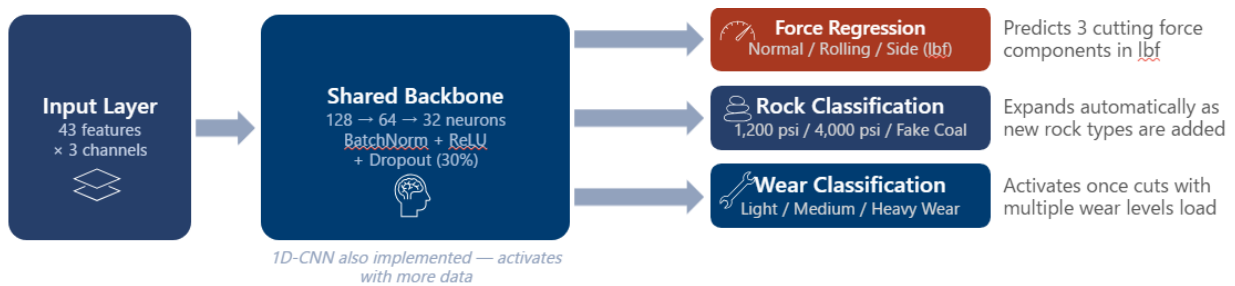 Input Layer
43 features
× 3 channels
Shared Backbone
128 → 64 → 32 neurons
BatchNorm + ReLU
+ Dropout (30%)
1D-CNN also implemented — activates
with more data
Force Regression
Normal / Rolling / Side (lbf)
Predicts 3 cutting force
components in lbf
Rock Classification
1,200 psi / 4,000 psi / Fake Coal
Expands automatically as
new rock types are added
Wear Classification
Light / Medium / Heavy Wear
Activates once cuts with
multiple wear levels load